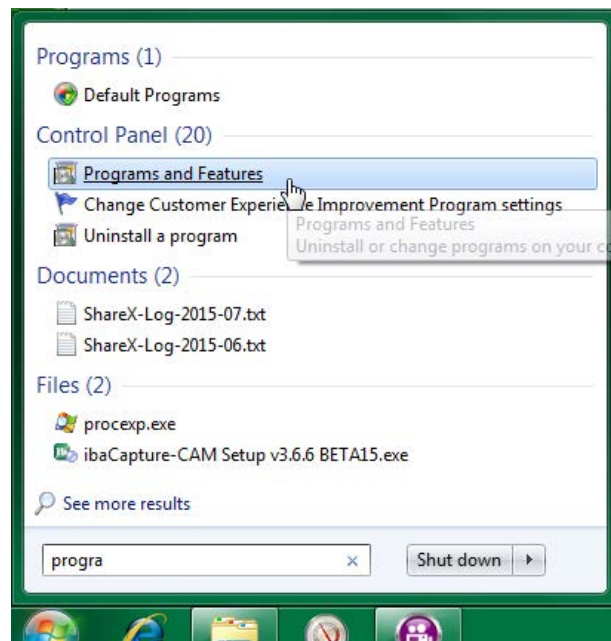 Programs (1)
Default Programs
Control Panel (20)
Programs and Features
Change Customer Experience Improvement Program settings
Uninstall a program
Programs and Features
Uninstall or change programs on your
Documents (2)
ShareX-Log-2015-07.txt
ShareX-Log-2015-06.txt
Files (2)
procexp.exe
ibaCapture-CAM Setup v3.6.6 BETA15.exe
See more results
progra
Shut down